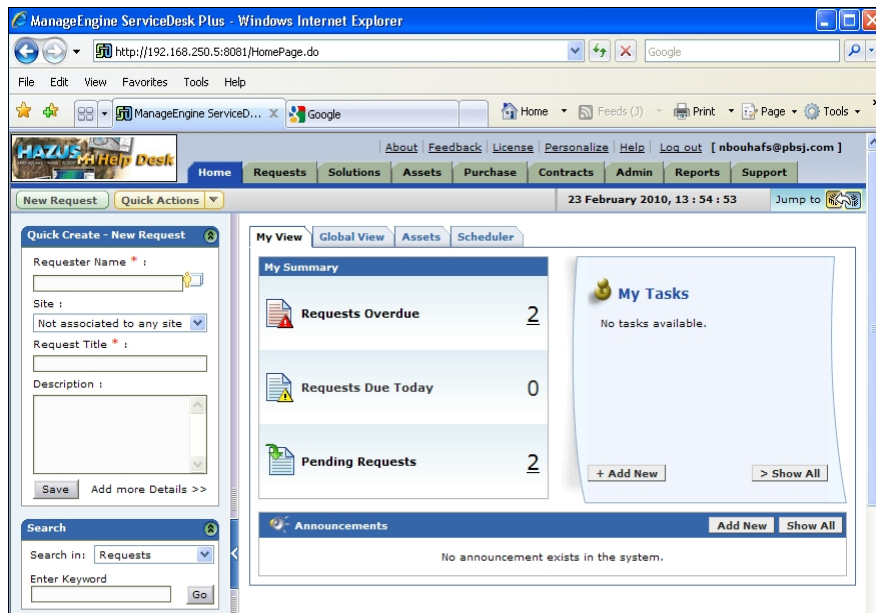 ManageEngine ServiceDesk Plus - Windows Internet Explorer
http://192.168.250.5:8081/HomePage.do
Google
File Edit View Favorites Tools Help
ManageEngine ServiceD... Google Home Feeds (J) Print Page Tools
About Feedback License Personalize Help Log out [ nbouhafs@pbsj.com ]
HAZUS MH Help Desk
Home Requests Solutions Assets Purchase Contracts Admin Reports Support
New Request Quick Actions 23 February 2010, 13 : 54 : 53 Jump to
Quick Create - New Request
Requester Name * :
Site :
Not associated to any site
Request Title * :
Description :
Save Add more Details >>
Search
Search in: Requests
Enter Keyword
Go
My View Global View Assets Scheduler
My Summary
Requests Overdue 2
Requests Due Today 0
Pending Requests 2
My Tasks
No tasks available.
+ Add New > Show All
Announcements Add New Show All
No announcement exists in the system.